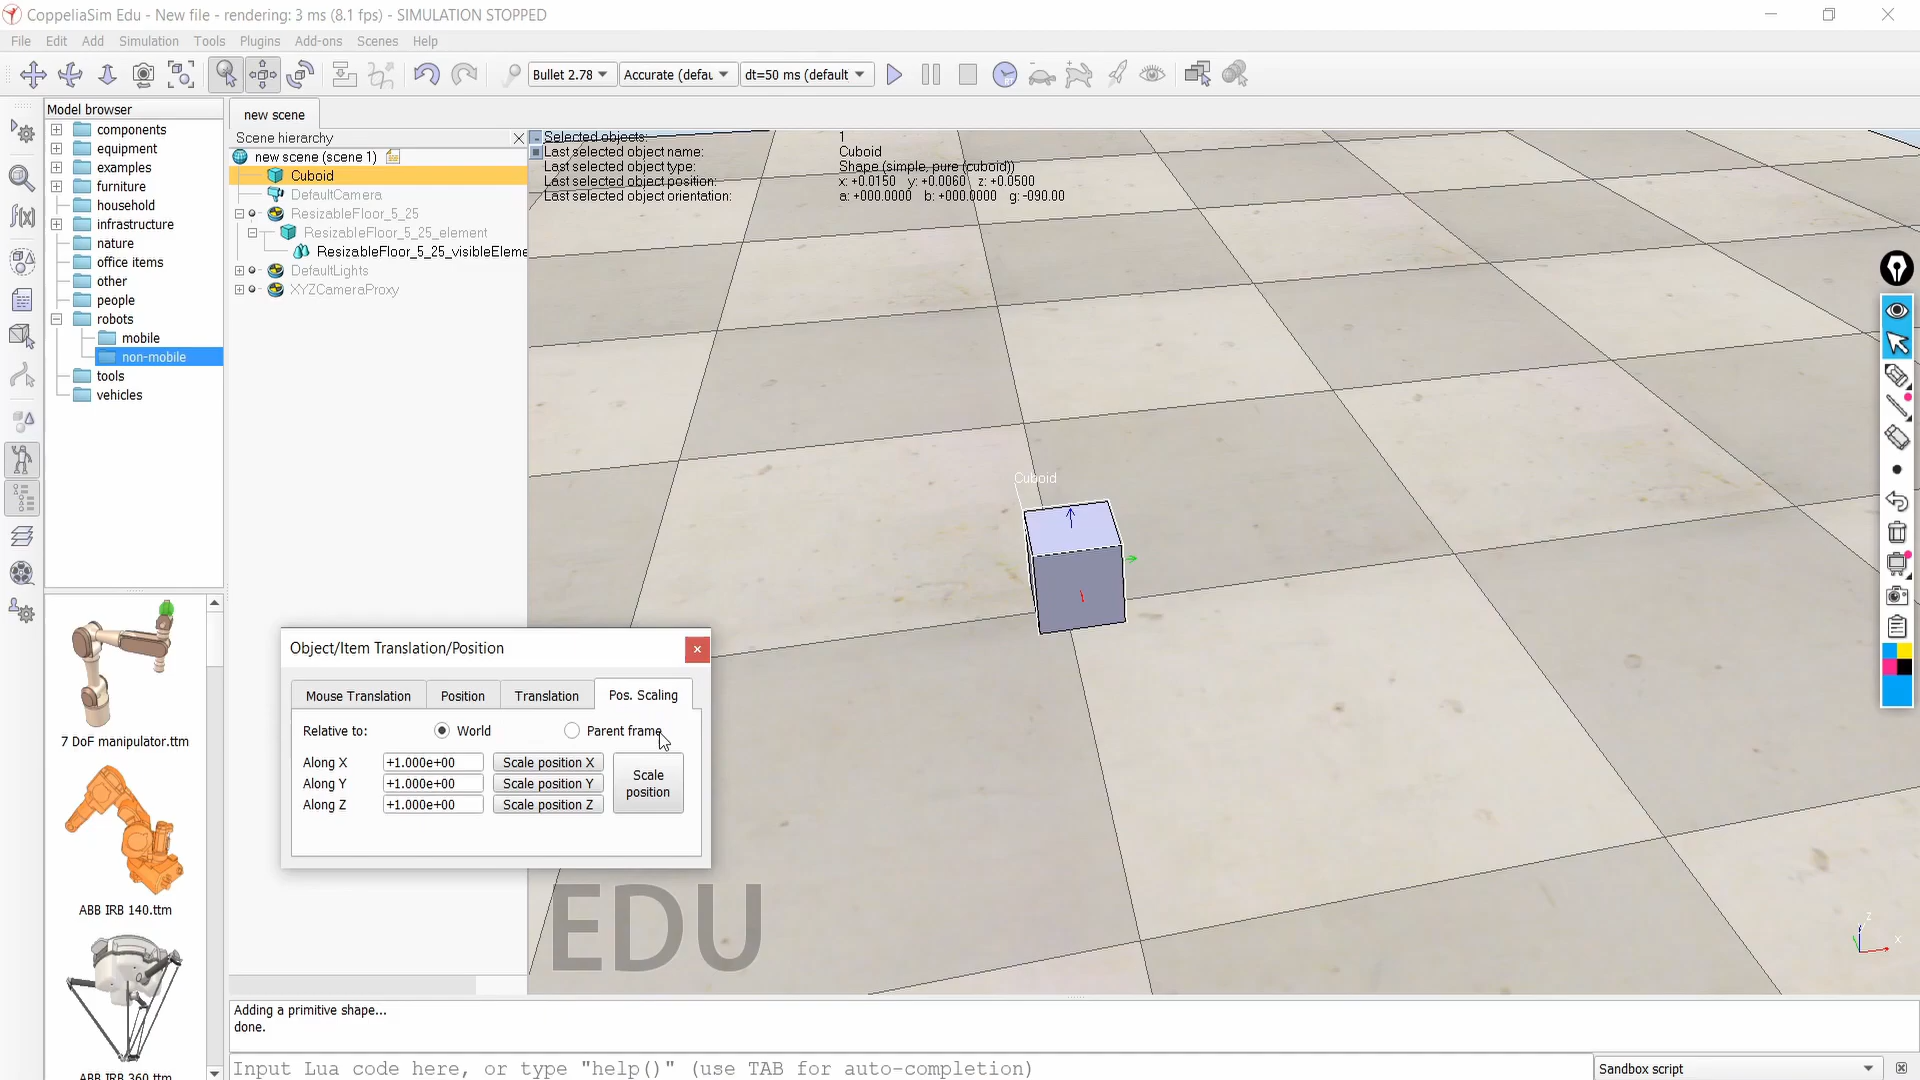 CoppeliaSim Edu - New file - rendering: 3 ms (8.1 fps) - SIMULATION STOPPED
File Edit Add Simulation Tools Plugins Add-ons Scenes Help
Bullet 2.78 Accurate (defau dt=50 ms (default
Model browser
components
equipment
examples
furniture
household
infrastructure
nature
office items
other
people
robots
mobile
non-mobile
tools
vehicles
7 DoF manipulator.ttm
ABB IRB 140.ttm
ABB IRB 360.ttm
new scene
Scene hierarchy
new scene (scene 1)
Cuboid
DefaultCamera
ResizableFloor_5_25
ResizableFloor_5_25_element
ResizableFloor_5_25_visibleEleme
DefaultLights
XYZCameraProxy
Selected objects: 1
Last selected object name: Cuboid
Last selected object type: Shape (simple, pure (cuboid))
Last selected object position: x: +0.0150 y: +0.0060 z: +0.0500
Last selected object orientation: a: +000.0000 b: +000.0000 g: -090.00
Cuboid
Object/Item Translation/Position
Mouse Translation Position Translation Pos. Scaling
Relative to: World Parent frame
Along X +1.000e+00 Scale position X
Along Y +1.000e+00 Scale position Y
Along Z +1.000e+00 Scale position Z
Scale
position
EDU
z
x
Adding a primitive shape...
done.
Input Lua code here, or type "help()" (use TAB for auto-completion)
Sandbox script